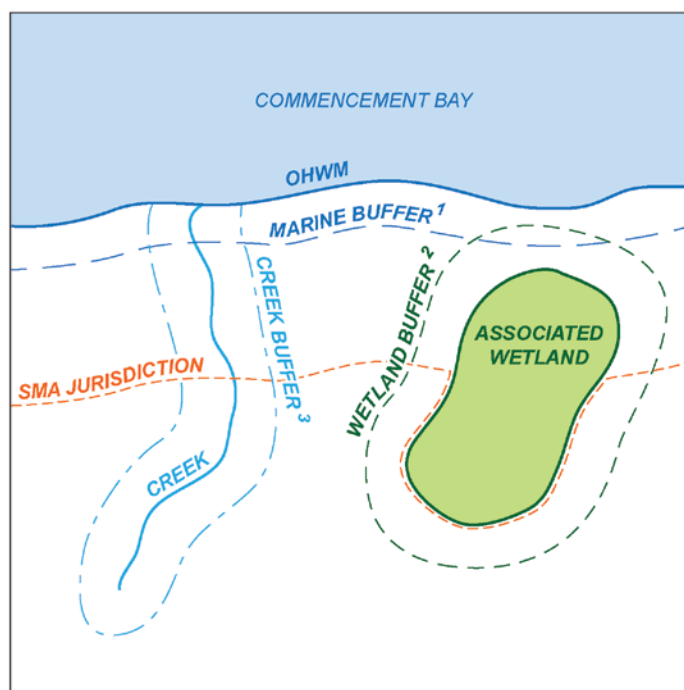 COMMENCEMENT BAY
OHWM
MARINE BUFFER 1
CREEK BUFFER 3
WETLAND BUFFER 2
ASSOCIATED
WETLAND
SMA JURISDICTION
CREEK